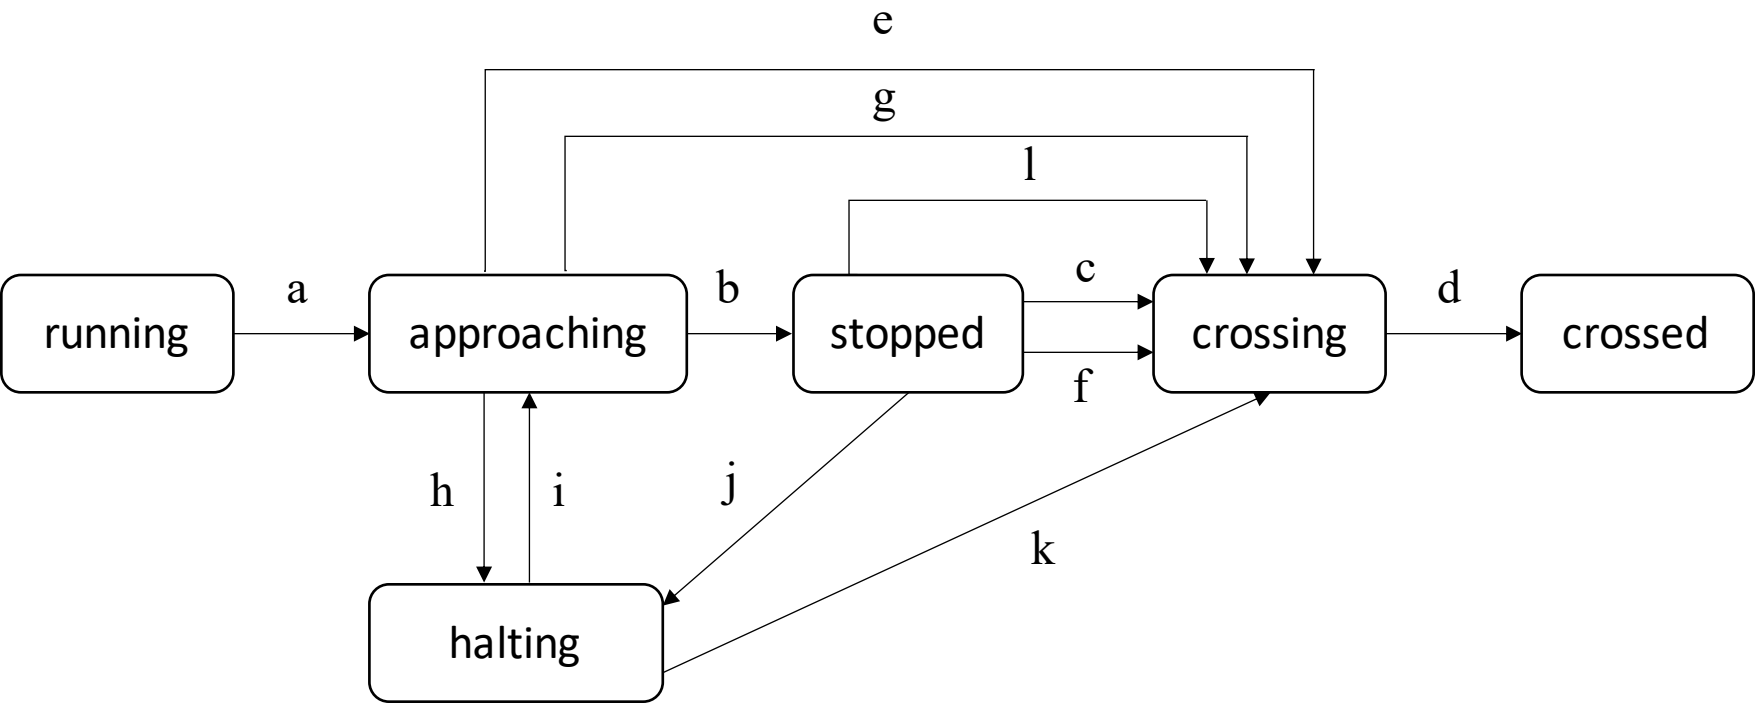 e
g
l
c
a
b
d
running
approaching
stopped
crossing
crossed
f
h
i
j
k
halting